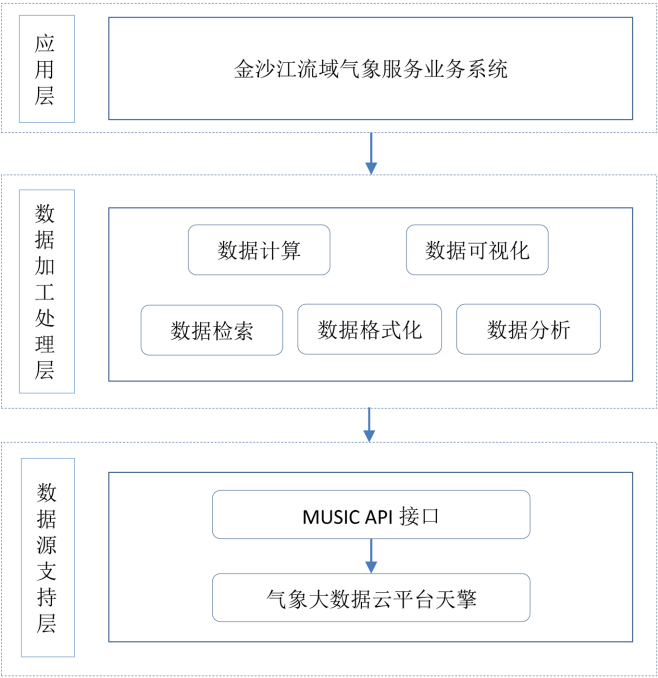 应用层
金沙江流域气象服务业务系统
数据加工处理层
数据计算
数据可视化
数据检索
数据格式化
数据分析
数据源支持层
MUSIC API 接口
气象大数据云平台天擎